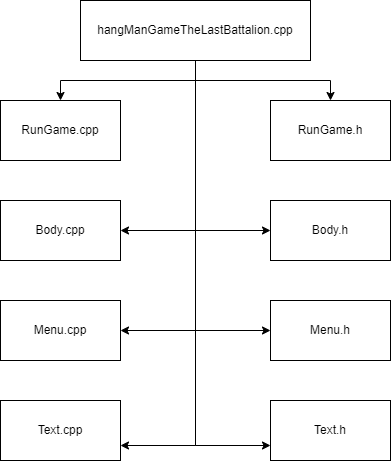 hangManGameTheLastBattalion.cpp
RunGame.cpp
RunGame.h
Body.cpp
Body.h
Menu.cpp
Menu.h
Text.cpp
Text.h